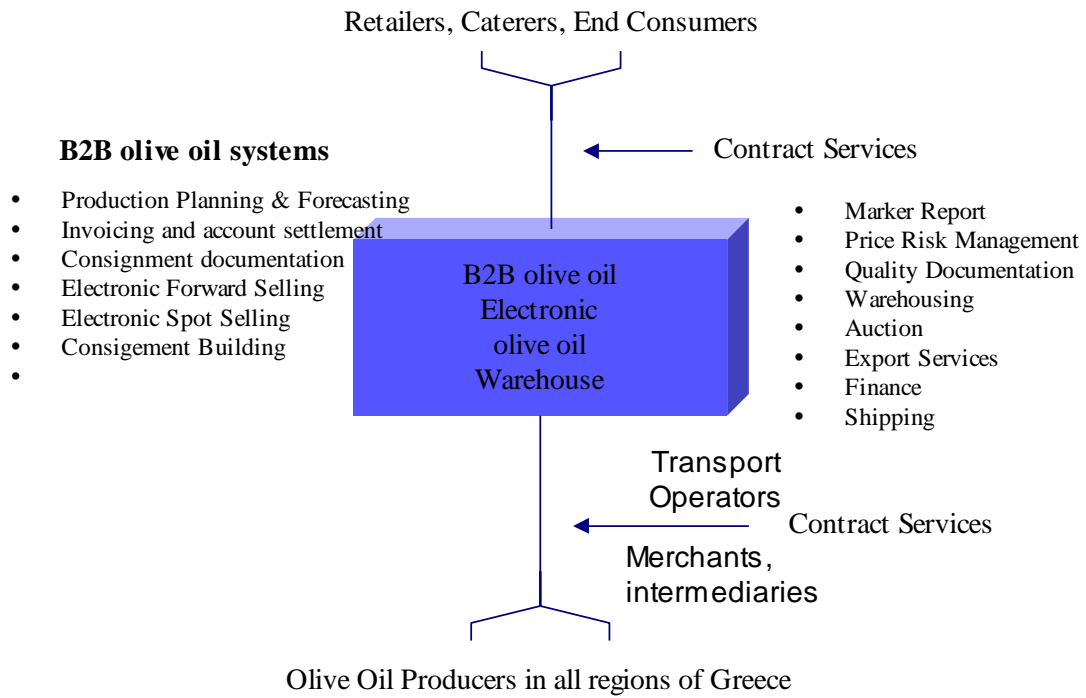 Retailers, Caterers, End Consumers
B2B olive oil systems
• Production Planning & Forecasting
• Invoicing and account settlement
• Consignment documentation
• Electronic Forward Selling
• Electronic Spot Selling
• Consigement Building
•
Contract Services
B2B olive oil
Electronic
olive oil
Warehouse
• Marker Report
• Price Risk Management
• Quality Documentation
• Warehousing
• Auction
• Export Services
• Finance
• Shipping
Transport
Operators
Contract Services
Merchants,
intermediaries
Olive Oil Producers in all regions of Greece